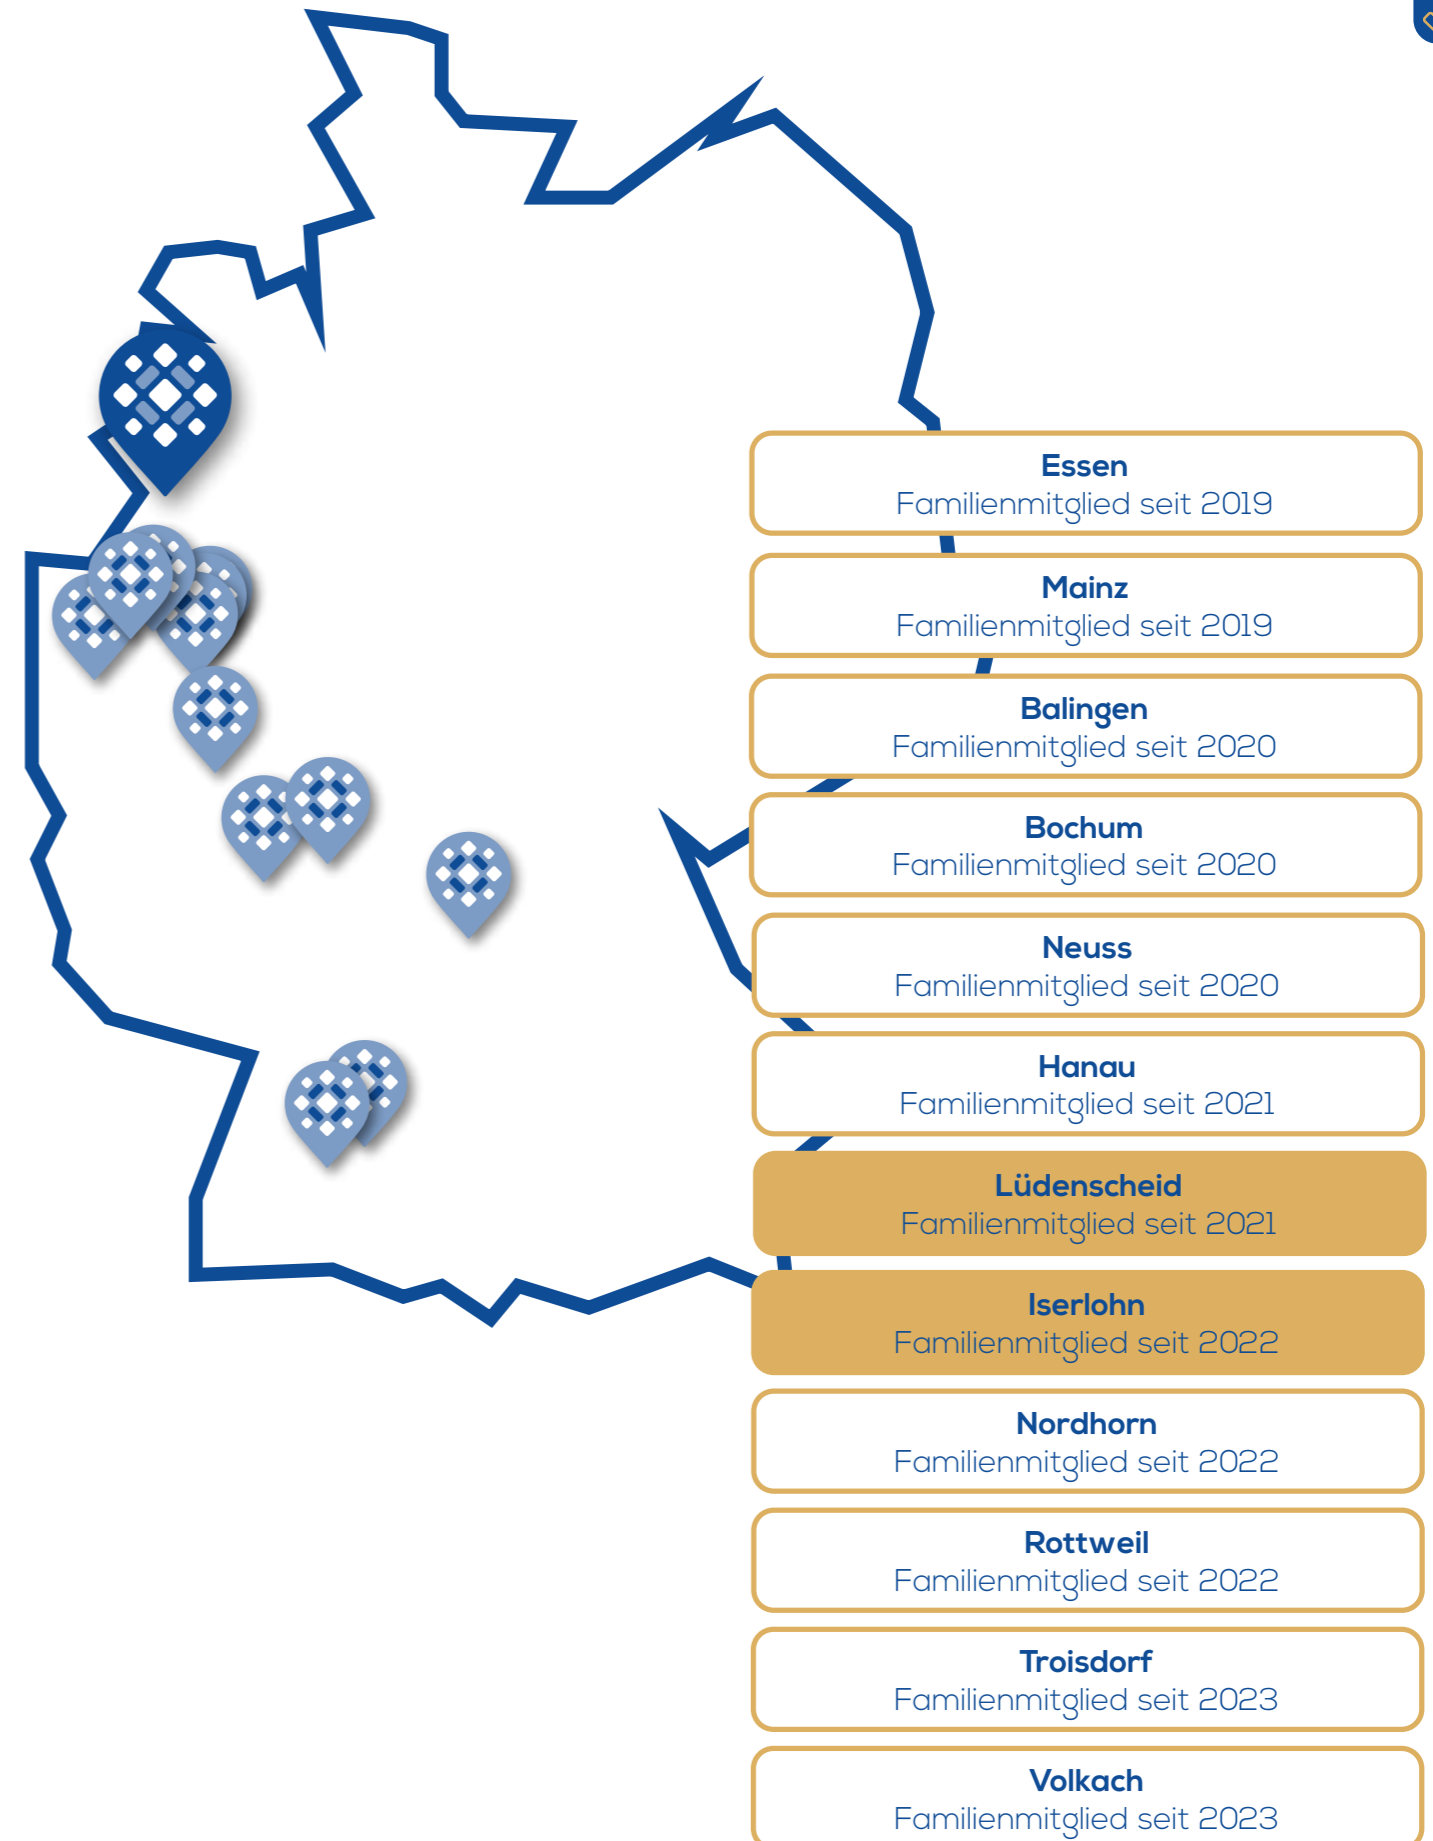 Essen
Familienmitglied seit 2019
Mainz
Familienmitglied seit 2019
Balingen
Familienmitglied seit 2020
Bochum
Familienmitglied seit 2020
Neuss
Familienmitglied seit 2020
Hanau
Familienmitglied seit 2021
Lüdenscheid
Familienmitglied seit 2021
Iserlohn
Familienmitglied seit 2022
Nordhorn
Familienmitglied seit 2022
Rottweil
Familienmitglied seit 2022
Troisdorf
Familienmitglied seit 2023
Volkach
Familienmitglied seit 2023